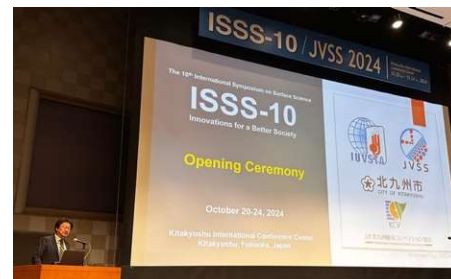 ISSS-10 / JVSS 2024
The 10th International Symposium on Surface Science
ISSS-10
Innovations for a Better Society
Opening Ceremony
October 20-24, 2024
Kitakyushu International Conference Center
Kitakyushu, Fukuoka, Japan
IUVSTA
JVSS
北九州市
CITY OF KITAKYUSHU